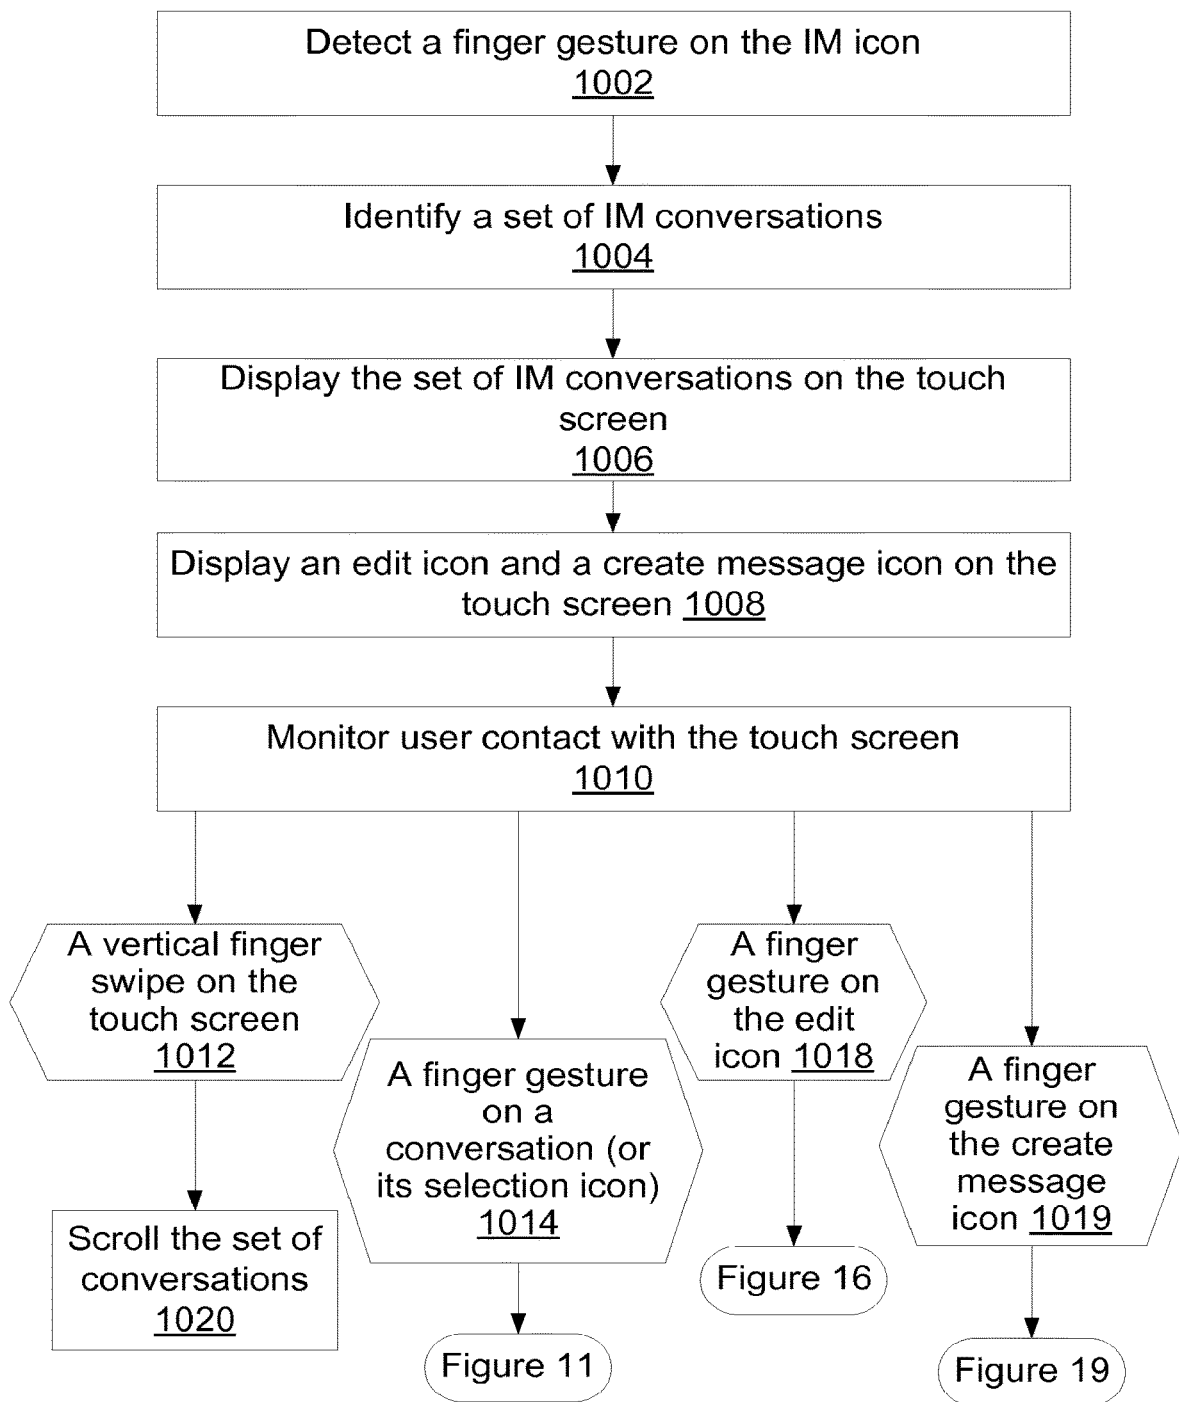 Detect a finger gesture on the IM icon
1002
Identify a set of IM conversations
1004
Display the set of IM conversations on the touch
screen
1006
Display an edit icon and a create message icon on the
touch screen 1008
Monitor user contact with the touch screen
1010
A vertical finger
swipe on the
touch screen
1012
Scroll the set of
conversations
1020
A finger gesture
on a
conversation (or
its selection icon)
1014
Figure 11
A finger
gesture on
the edit
icon 1018
Figure 16
A finger
gesture on
the create
message
icon 1019
Figure 19